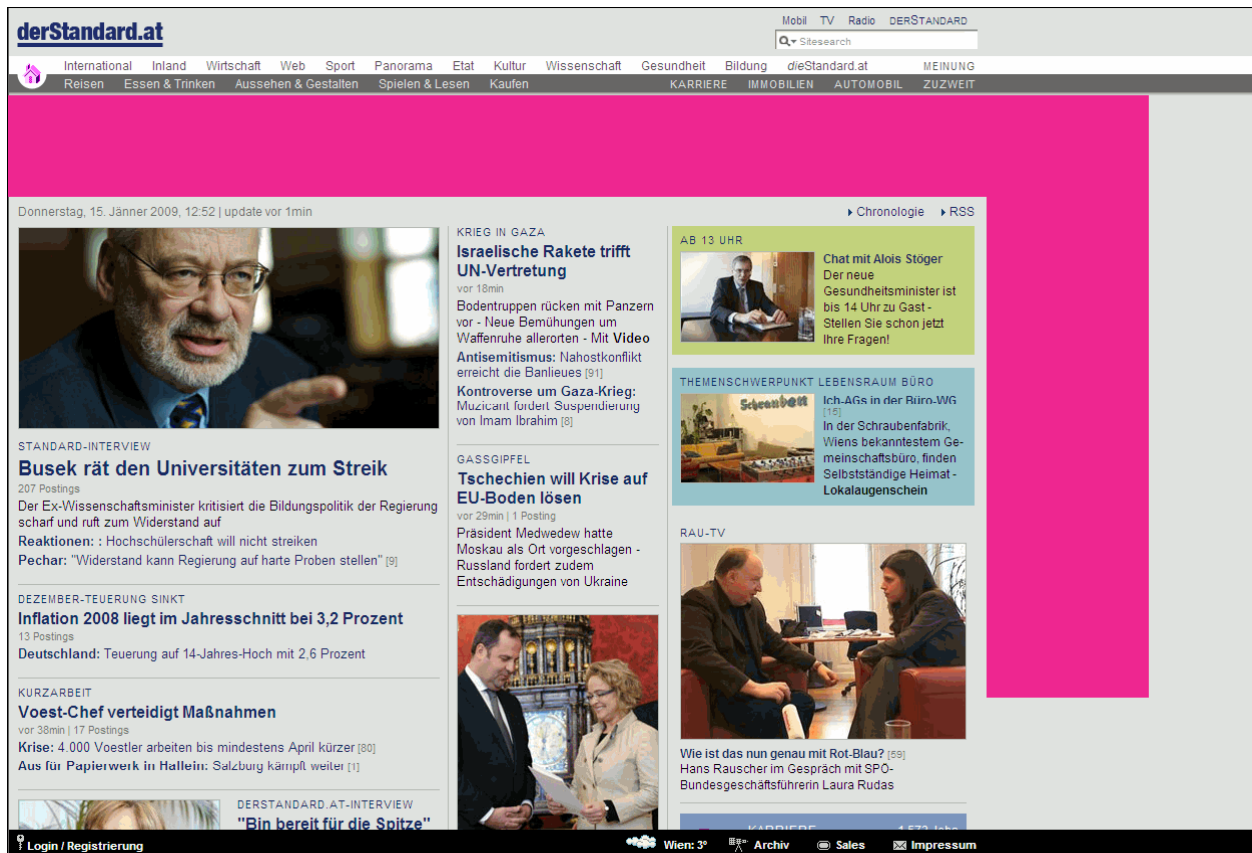 derStandard.at
Mobil TV Radio DERSTANDARD
Sitesearch
International Inland Wirtschaft Web Sport Panorama Etat Kultur Wissenschaft Gesundheit Bildung dieStandard.at MEINUNG
Reisen Essen & Trinken Aussehen & Gestalten Spielen & Lesen Kaufen KARRIERE IMMOBILIEN AUTOMOBIL ZUZWEIT
Donnerstag, 15. Jänner 2009, 12:52 | update vor 1min
Chronologie RSS
STANDARD-INTERVIEW
Busek rät den Universitäten zum Streik
207 Postings
Der Ex-Wissenschaftsminister kritisiert die Bildungspolitik der Regierung
scharf und ruft zum Widerstand auf
Reaktionen: : Hochschülerschaft will nicht streiken
Pechar: "Widerstand kann Regierung auf harte Proben stellen" [9]
DEZEMBER-TEUERUNG SINKT
Inflation 2008 liegt im Jahresschnitt bei 3,2 Prozent
13 Postings
Deutschland: Teuerung auf 14-Jahres-Hoch mit 2,6 Prozent
KURZARBEIT
Voest-Chef verteidigt Maßnahmen
vor 38min | 17 Postings
Krise: 4.000 Voestler arbeiten bis mindestens April kürzer [80]
Aus für Papierwerk in Hallein: Salzburg kämpft weiter [1]
DERSTANDARD.AT-INTERVIEW
"Bin bereit für die Spitze"
KRIEG IN GAZA
Israelische Rakete trifft
UN-Vertretung
vor 18min
Bodentruppen rücken mit Panzern
vor - Neue Bemühungen um
Waffenruhe allerorten - Mit Video
Antisemitismus: Nahostkonflikt
erreicht die Banlieues [91]
Kontroverse um Gaza-Krieg:
Muzicant fordert Suspendierung
von Imam Ibrahim [8]
GASSGIPFEL
Tschechien will Krise auf
EU-Boden lösen
vor 29min | 1 Posting
Präsident Medwedew hatte
Moskau als Ort vorgeschlagen -
Russland fordert zudem
Entschädigungen von Ukraine
AB 13 UHR
Chat mit Alois Stöger
Der neue
Gesundheitsminister ist
bis 14 Uhr zu Gast -
Stellen Sie schon jetzt
Ihre Fragen!
THEMENSCHWERPUNKT LEBENSRAUM BÜRO
Ich-AGs in der Büro-WG
[15]
In der Schraubenfabrik,
Wiens bekanntestem Ge-
meinschaftsbüro, finden
Selbstständige Heimat -
Lokalaugenschein
RAU-TV
Wie ist das nun genau mit Rot-Blau? [59]
Hans Rauscher im Gespräch mit SPÖ-
Bundesgeschäftsführerin Laura Rudas
KARRIERE
Login / Registrierung
Wien: 3° Archiv Sales Impressum